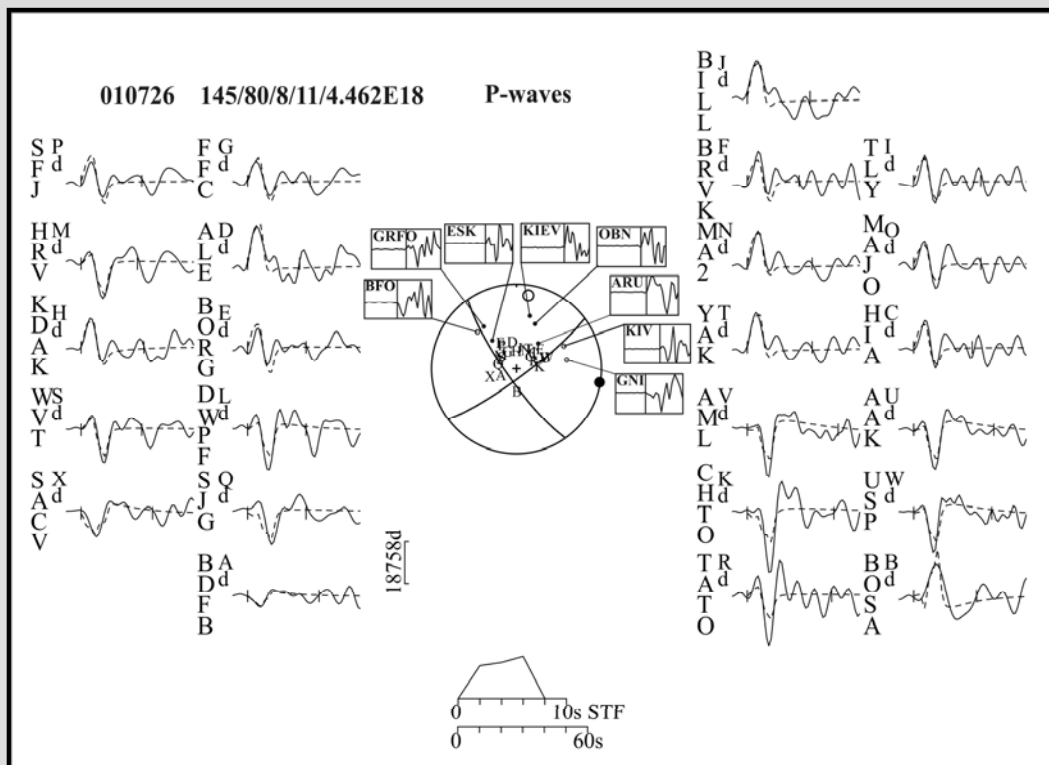 010726 145/80/8/11/4.462E18 P-waves
SFJ P d
FFC G d
HRV M d
ALE D d
KDAK H d
BORG E d
WVT S d
DWPF L d
SACV X d
SJG Q d
BDFB A d
18758d
GRFO
ESK
KIEV
OBN
BFO
ARU
KIV
GNI
X A
B
K
BILL J d
BRVK F d
TLY I d
MA2 N d
MAJO O d
YAK T d
HIA C d
AML V d
AAK U d
CHTO K d
USP W d
TATO R d
BOSA B d
0 10s STF
0 60s